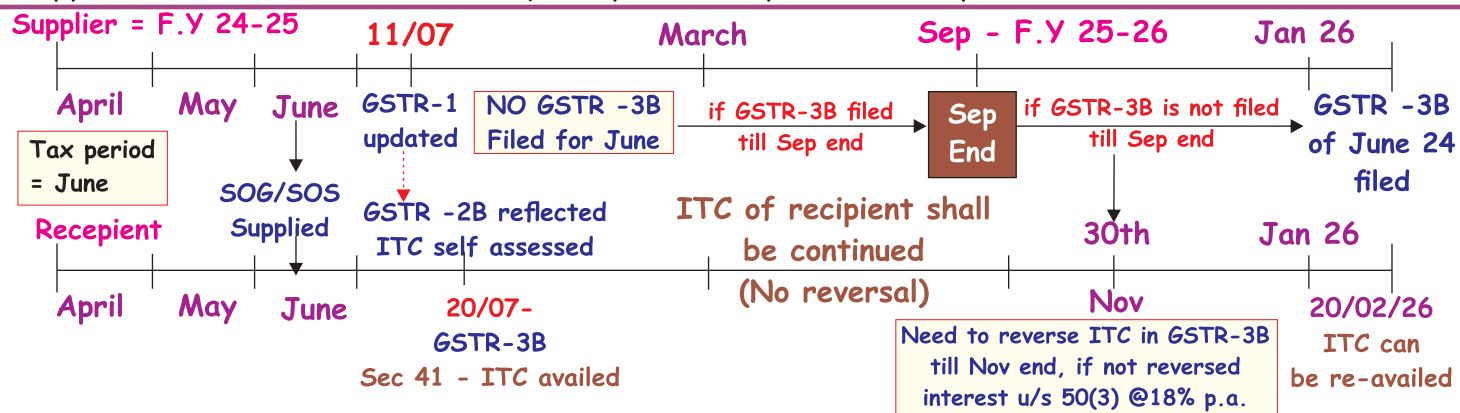 Supplier = F.Y 24-25
11/07
March
Sep - F.Y 25-26
Jan 26
April
May
June
GSTR-1
updated
NO GSTR -3B
Filed for June
if GSTR-3B filed
till Sep end
Sep
End
if GSTR-3B is not filed
till Sep end
GSTR -3B
of June 24
filed
Tax period
= June
SOG/SOS
Supplied
GSTR -2B reflected
ITC self assessed
ITC of recipient shall
be continued
(No reversal)
30th
Jan 26
Recepient
April
May
June
20/07-
GSTR-3B
Sec 41 - ITC availed
Nov
Need to reverse ITC in GSTR-3B
till Nov end, if not reversed
interest u/s 50(3) @18% p.a.
20/02/26
ITC can
be re-availed